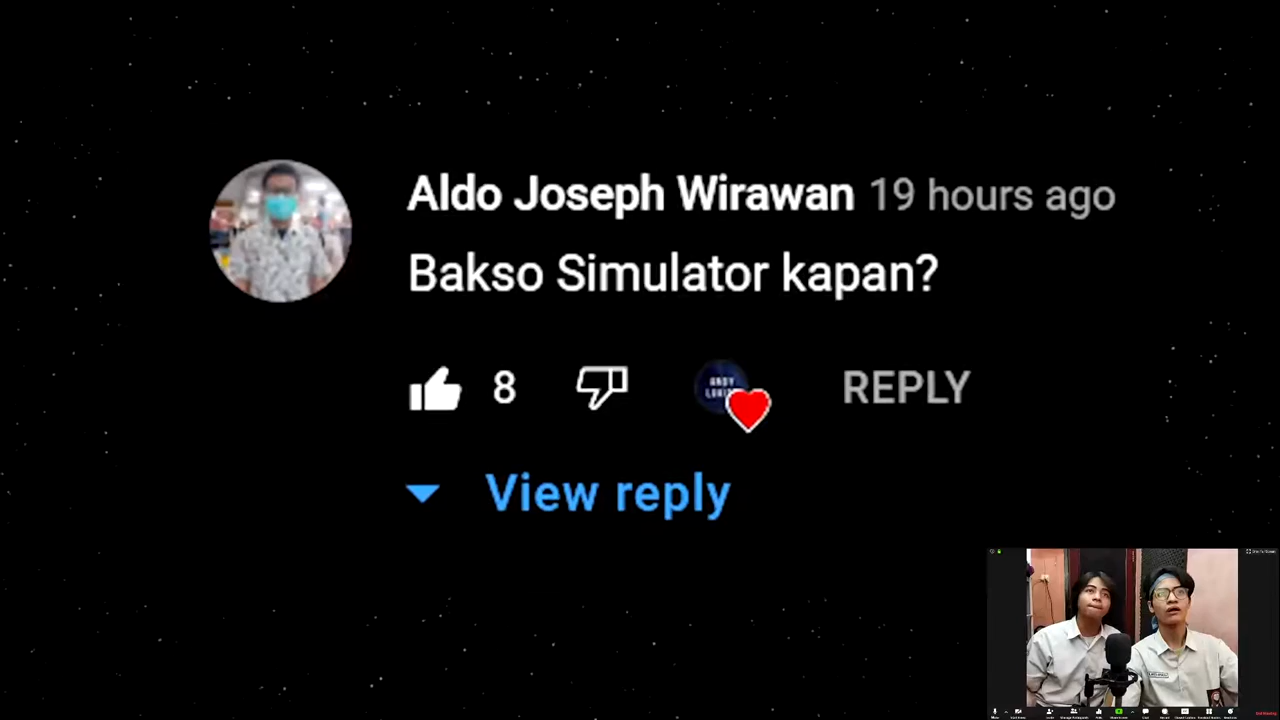 Aldo Joseph Wirawan 19 hours ago
Bakso Simulator kapan?
8 REPLY
View reply